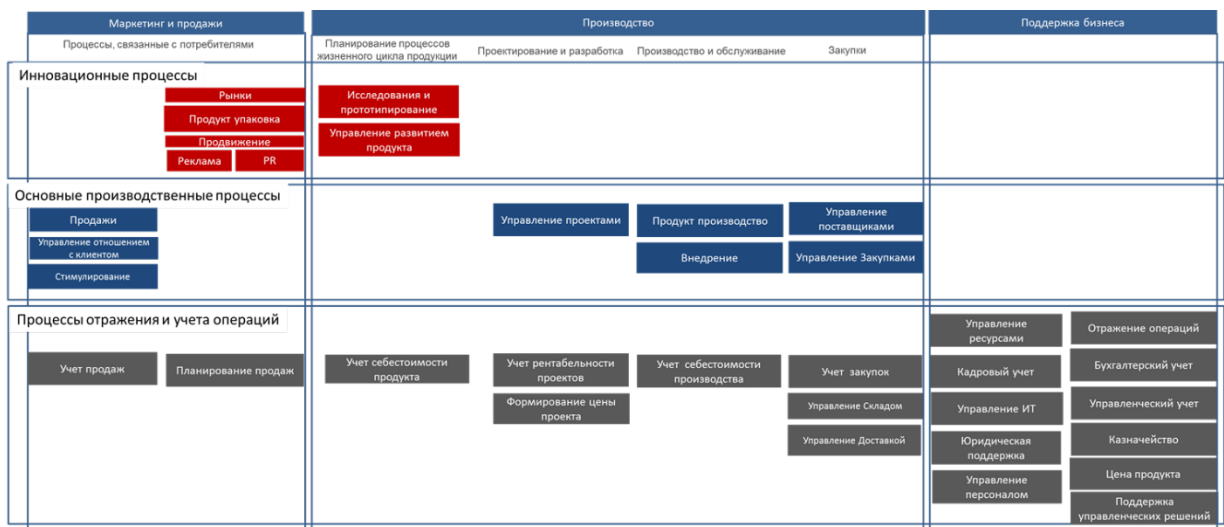 Маркетинг и продажи
Производство
Поддержка бизнеса
Процессы, связанные с потребителями
Планирование процессов
жизненного цикла продукции
Проектирование и разработка
Производство и обслуживание
Закупки
Инновационные процессы
Рынки
Продукт упаковка
Продвижение
Реклама
PR
Исследования и
прототипирование
Управление развитием
продукта
Основные производственные процессы
Продажи
Управление отношением
с клиентом
Стимулирование
Управление проектами
Продукт производство
Внедрение
Управление
поставщиками
Управление Закупками
Процессы отражения и учета операций
Учет продаж
Планирование продаж
Учет себестоимости
продукта
Учет рентабельности
проектов
Формирование цены
проекта
Учет себестоимости
производства
Учет закупок
Управление Складом
Управление Доставкой
Управление
ресурсами
Кадровый учет
Управление ИТ
Юридическая
поддержка
Управление
персоналом
Отражение операций
Бухгалтерский учет
Управленческий учет
Казначейство
Цена продукта
Поддержка
управленческих решений